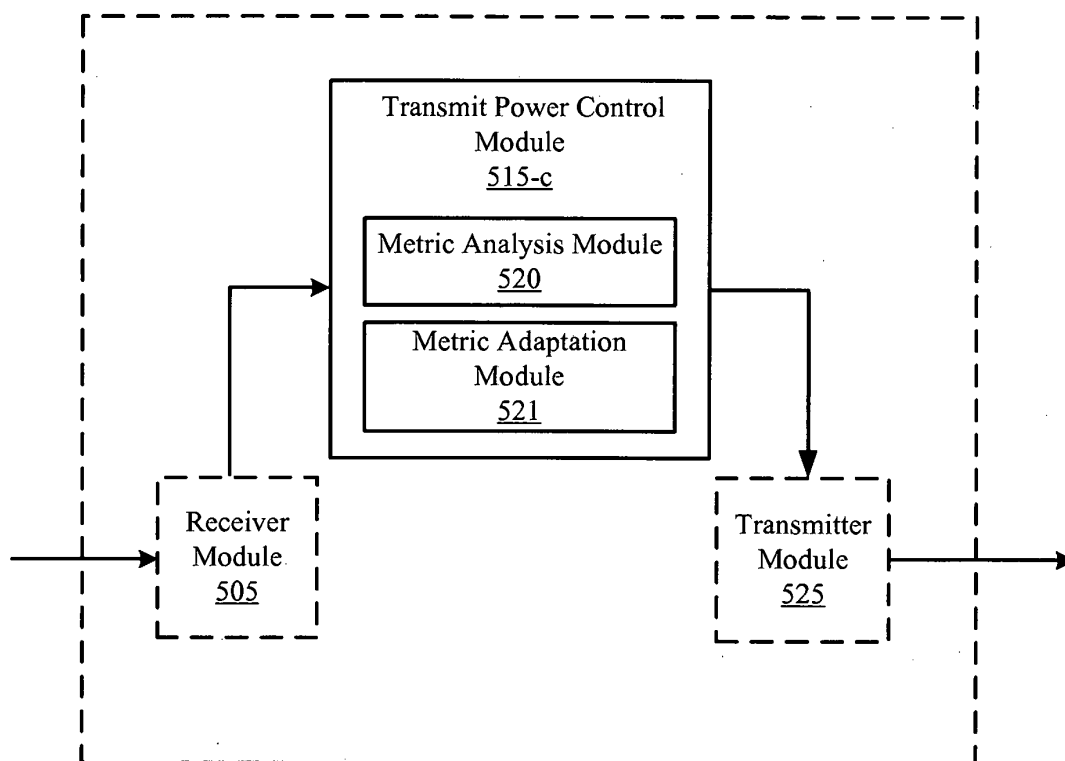 Transmit Power Control
Module
515-c
Metric Analysis Module
520
Metric Adaptation
Module
521
Receiver
Module
505
Transmitter
Module
525